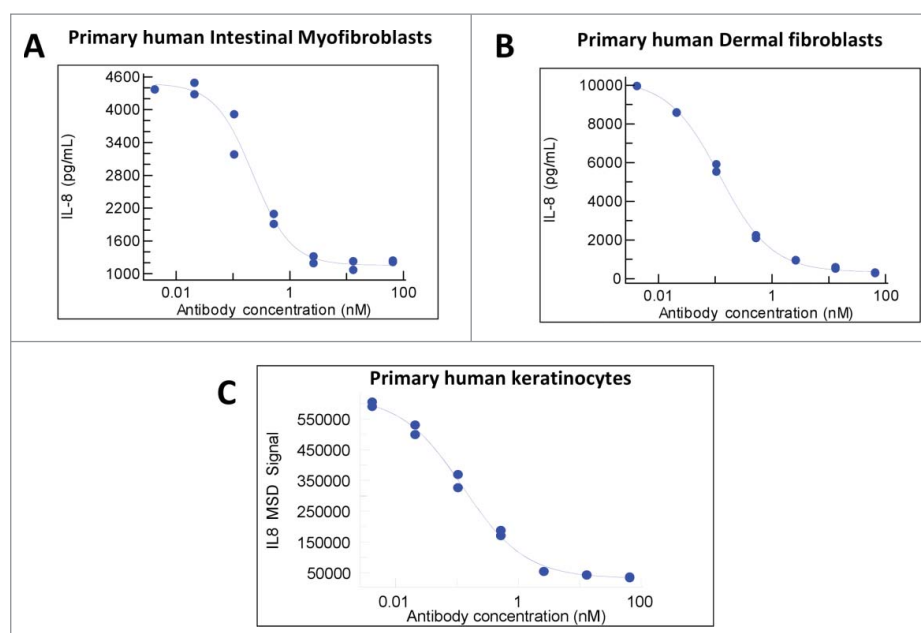 A
Primary human Intestinal Myofibroblasts
4600
4000
3400
2800
2200
1600
1000
IL-8 (pg/mL)
0.01
1
100
Antibody concentration (nM)
B
Primary human Dermal fibroblasts
10000
8000
6000
4000
2000
0
IL-8 (pg/mL)
0.01
1
100
Antibody concentration (nM)
C
Primary human keratinocytes
550000
450000
350000
250000
150000
50000
IL8 MSD Signal
0.01
1
100
Antibody concentration (nM)